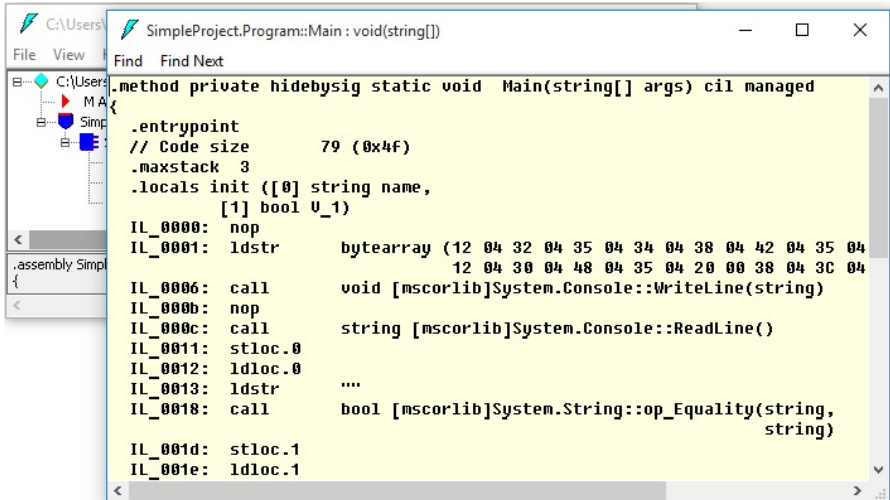 C:\Users\
File View
C:\Users
M A
Simp
.assembly Simpl
{
SimpleProject.Program::Main : void(string[])
Find Find Next
.method private hidebysig static void  Main(string[] args) cil managed
{
  .entrypoint
  // Code size       79 (0x4f)
  .maxstack  3
  .locals init ([0] string name,
           [1] bool V_1)
  IL_0000:  nop
  IL_0001:  ldstr      bytearray (12 04 32 04 35 04 34 04 38 04 42 04 35 04
                                  12 04 30 04 48 04 35 04 20 00 38 04 3C 04
  IL_0006:  call       void [mscorlib]System.Console::WriteLine(string)
  IL_000b:  nop
  IL_000c:  call       string [mscorlib]System.Console::ReadLine()
  IL_0011:  stloc.0
  IL_0012:  ldloc.0
  IL_0013:  ldstr      ""
  IL_0018:  call       bool [mscorlib]System.String::op_Equality(string,
                                                                 string)
  IL_001d:  stloc.1
  IL_001e:  ldloc.1